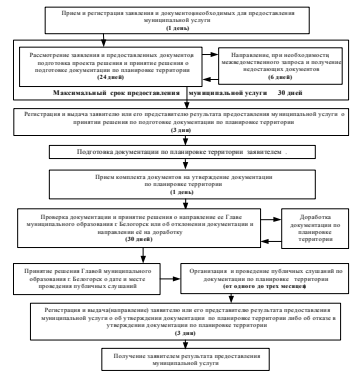 Прием и регистрация заявления и документовнеобходимых для предоставления
муниципальной услуги
(1 день)
Рассмотрение заявления и предоставленных документов
подготовка проекта решения и принятие решения о
подготовке документации по планировке территории
(24 дней)
Направление, при необходимости,
межведомственного запроса и получение
недостающих документов
(6 дней)
Максимальный срок предоставления муниципальной услуги 30 дней
Регистрация и выдача заявителю или его представителю результата предоставления муниципальной услуги о
принятии решения по подготовке документации по планировке территории
(3 дня)
Подготовка документации по планировке территории заявителем .
Прием комплекта документов на утверждение документации
по планировке территории
(1 день)
Проверка документации и принятие решения о направление ее Главе
муниципального образования г Белогорск или об отклонения документации и
направлении её на доработку
(30 дней)
Доработка
документации по
планировке
территории
Принятие решения Главой муниципального
образования г Белогорск о дате и месте
проведения публичных слушаний
Организация и проведение публичных слушаний по
документации по планировке территории
(от одного до трех месяцев)
Регистрация и выдача(направление) заявителю или его представителю результата предоставления
муниципальной услуги о об утверждении документации по планировке территории либо об отказе в
утверждении документации по планировке территории
(3 дня)
Получение заявителем результата предоставления
муниципальной услуги